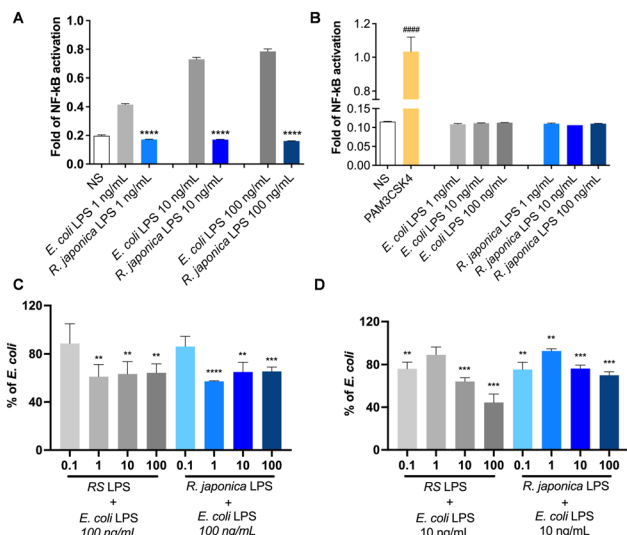 A
Fold of NF-kB activation
1.0
0.8
0.6
0.4
0.2
0.0
****
****
****
NS
E. coli LPS 1 ng/mL
R. japonica LPS 1 ng/mL
E. coli LPS 10 ng/mL
R. japonica LPS 10 ng/mL
E. coli LPS 100 ng/mL
R. japonica LPS 100 ng/mL
B
Fold of NF-kB activation
1.2
1.0
0.8
0.15
0.10
0.05
0.00
####
NS
PAM3CSK4
E. coli LPS 1 ng/mL
E. coli LPS 10 ng/mL
E. coli LPS 100 ng/mL
R. japonica LPS 1 ng/mL
R. japonica LPS 10 ng/mL
R. japonica LPS 100 ng/mL
C
% of E. coli
120
80
40
0
** ** ** **** ** ***
0.1 1 10 100 0.1 1 10 100
RS LPS
+
E. coli LPS
100 ng/mL
R. japonica LPS
+
E. coli LPS
100 ng/mL
D
% of E. coli
120
80
40
0
** *** *** ** ** *** ***
0.1 1 10 100 0.1 1 10 100
RS LPS
+
E. coli LPS
10 ng/mL
R. japonica LPS
+
E. coli LPS
10 ng/mL